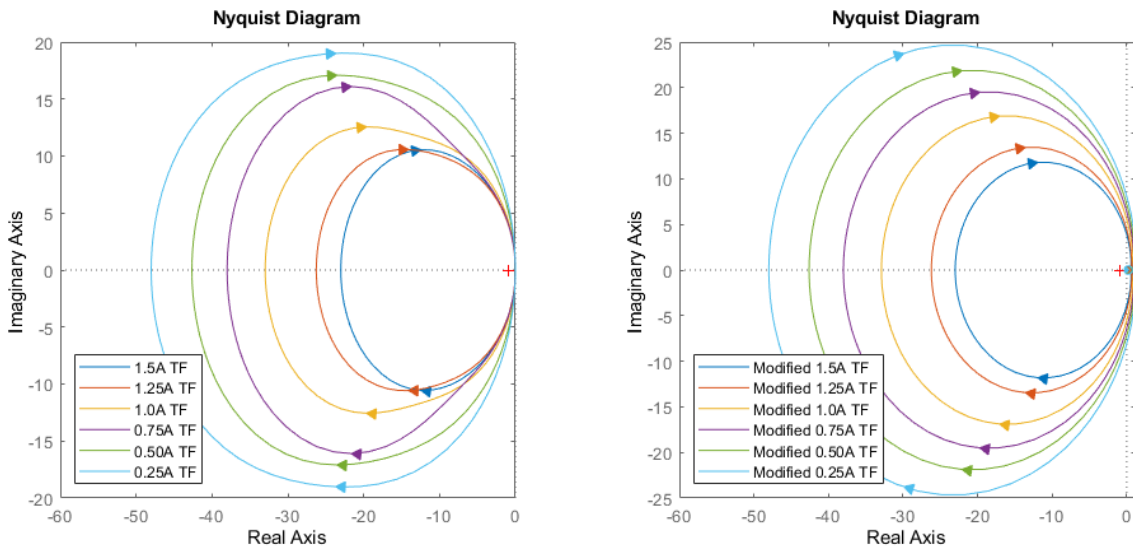 Nyquist Diagram
20
15
10
5
0
-5
-10
-15
-20
Imaginary Axis
1.5A TF
1.25A TF
1.0A TF
0.75A TF
0.50A TF
0.25A TF
-60 -50 -40 -30 -20 -10 0
Real Axis
Nyquist Diagram
25
20
15
10
5
0
-5
-10
-15
-20
-25
Imaginary Axis
Modified 1.5A TF
Modified 1.25A TF
Modified 1.0A TF
Modified 0.75A TF
Modified 0.50A TF
Modified 0.25A TF
-60 -50 -40 -30 -20 -10 0
Real Axis